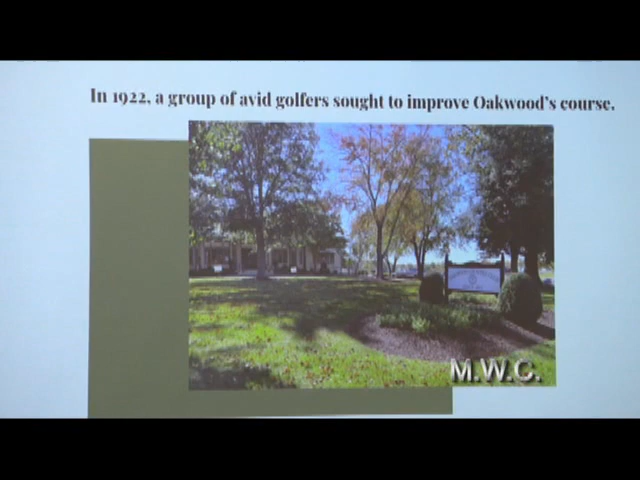 In 1922, a group of avid golfers sought to improve Oakwood's course.
M.W.C.